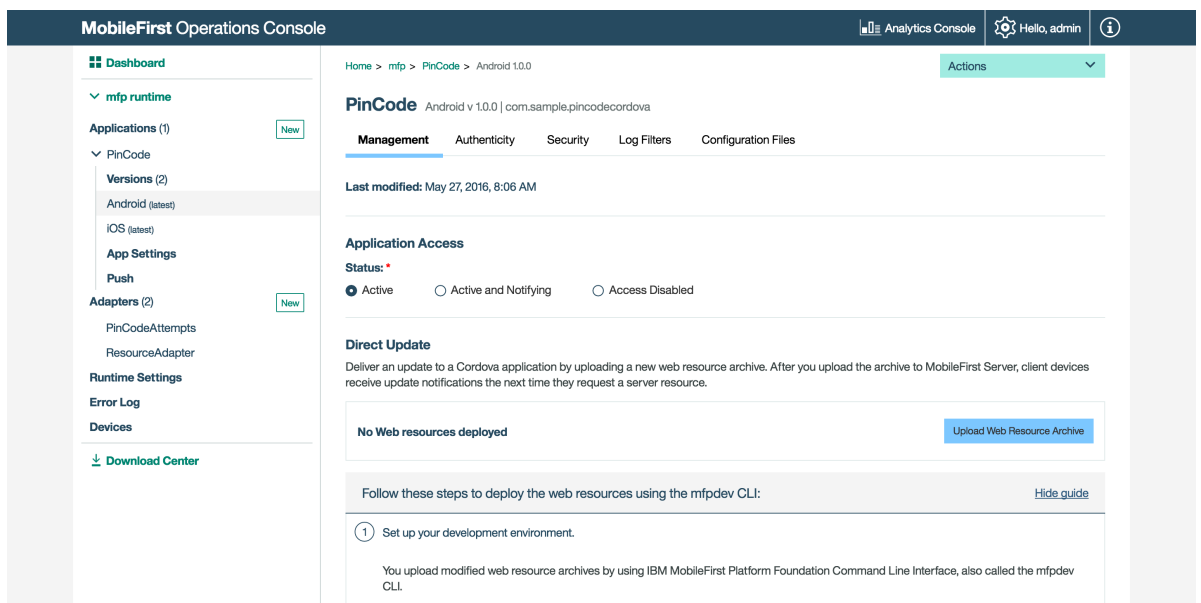 MobileFirst Operations Console
Analytics Console
Hello, admin
Dashboard
mfp runtime
Applications (1)
New
PinCode
Versions (2)
Android (latest)
iOS (latest)
App Settings
Push
Adapters (2)
New
PinCodeAttempts
ResourceAdapter
Runtime Settings
Error Log
Devices
Download Center
Home > mfp > PinCode > Android 1.0.0
Actions
PinCode Android v 1.0.0 | com.sample.pincodecordova
Management Authenticity Security Log Filters Configuration Files
Last modified: May 27, 2016, 8:06 AM
Application Access
Status: *
Active Active and Notifying Access Disabled
Direct Update
Deliver an update to a Cordova application by uploading a new web resource archive. After you upload the archive to MobileFirst Server, client devices
receive update notifications the next time they request a server resource.
No Web resources deployed
Upload Web Resource Archive
Follow these steps to deploy the web resources using the mfpdev CLI:
Hide guide
1 Set up your development environment.
You upload modified web resource archives by using IBM MobileFirst Platform Foundation Command Line Interface, also called the mfpdev
CLI.